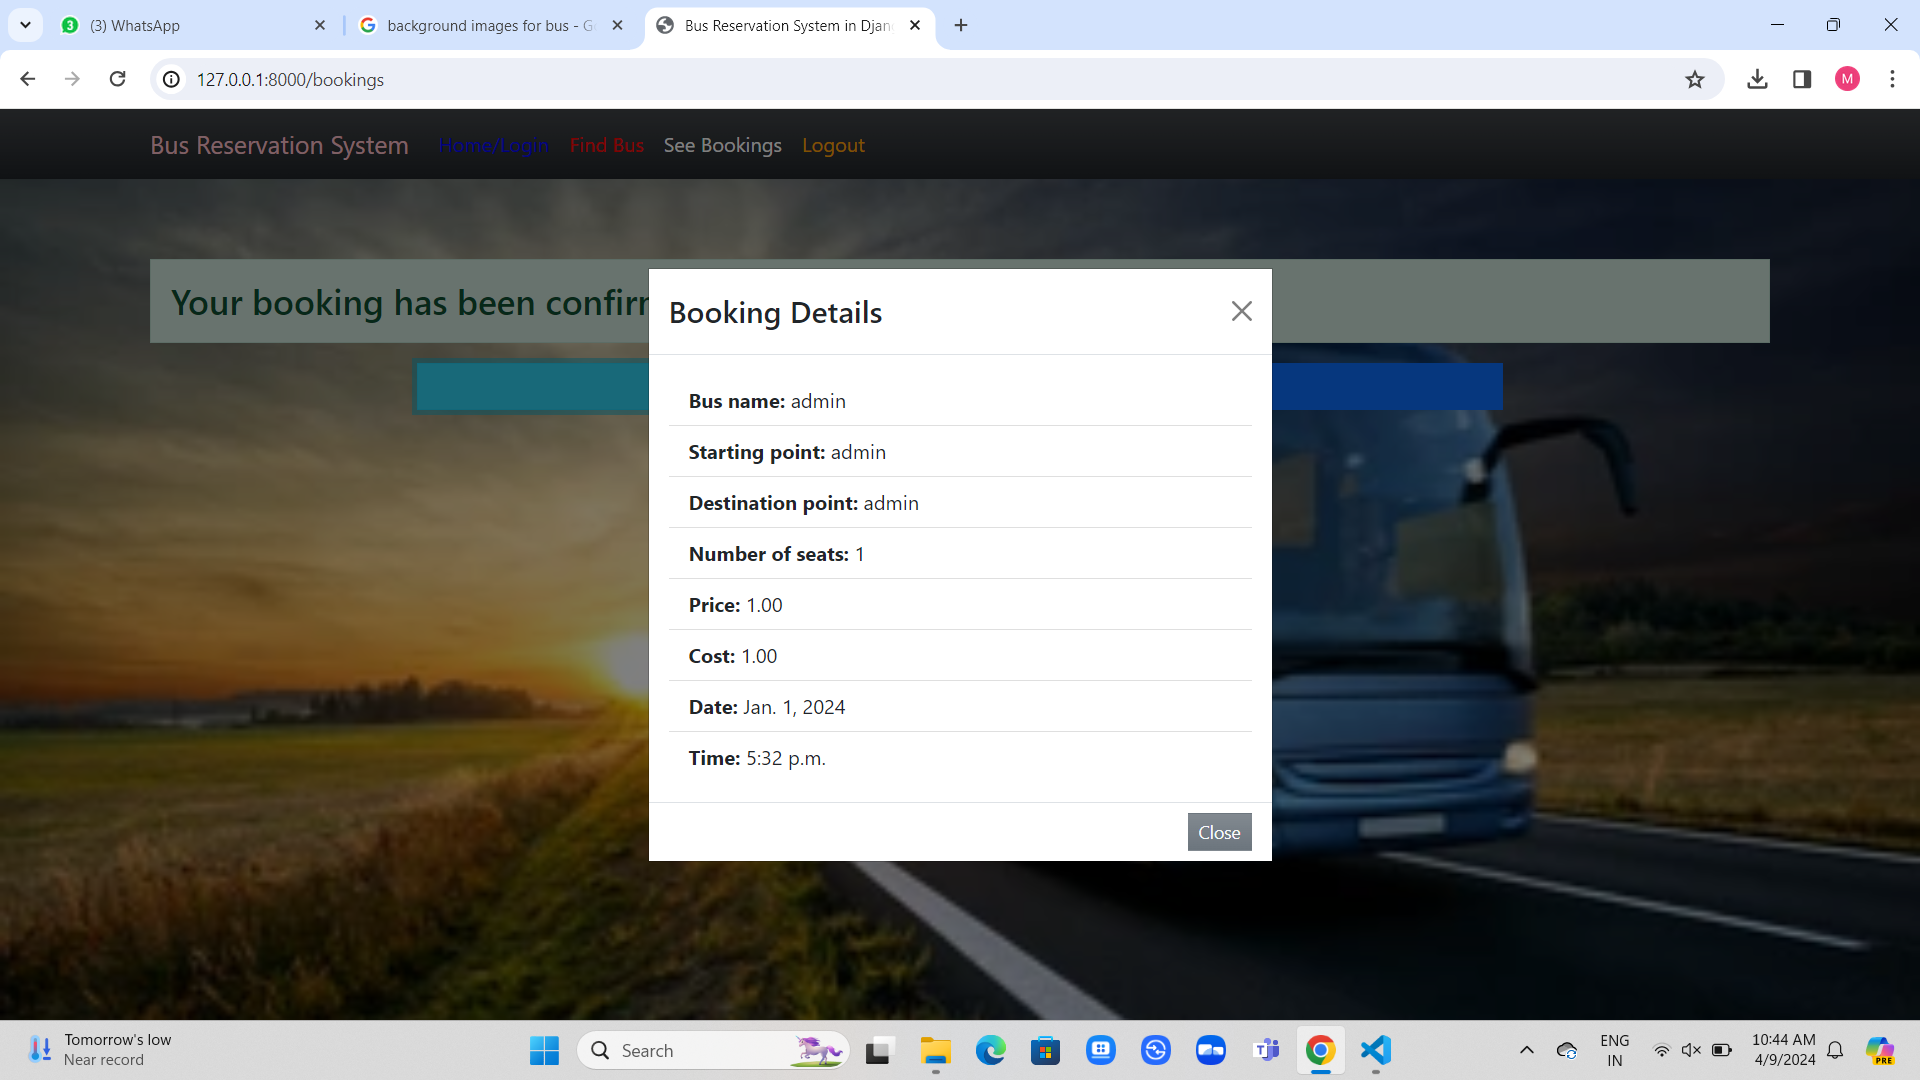 (3) WhatsApp
background images for bus - G
Bus Reservation System in Djan
127.0.0.1:8000/bookings
M
Bus Reservation System
Home/Login
Find Bus
See Bookings
Logout
Your booking has been confir
Booking Details
Bus name: admin
Starting point: admin
Destination point: admin
Number of seats: 1
Price: 1.00
Cost: 1.00
Date: Jan. 1, 2024
Time: 5:32 p.m.
Close
Tomorrow's low
Near record
Search
ENG
IN
10:44 AM
4/9/2024
PRE